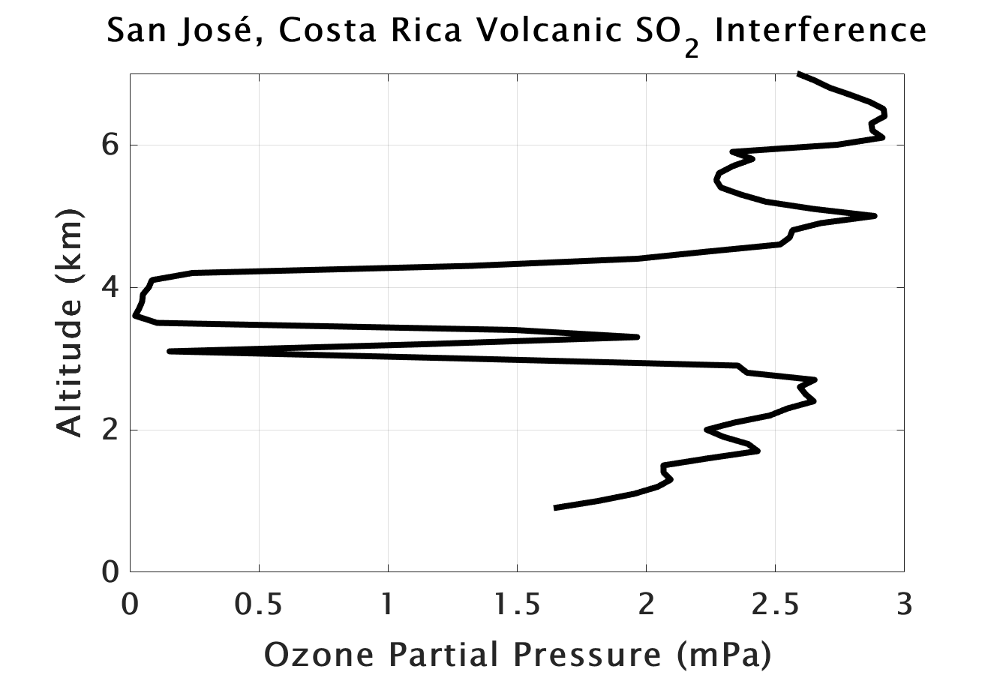 San José, Costa Rica Volcanic SO₂ Interference
6
4
2
0
Altitude (km)
0 0.5 1 1.5 2 2.5 3
Ozone Partial Pressure (mPa)